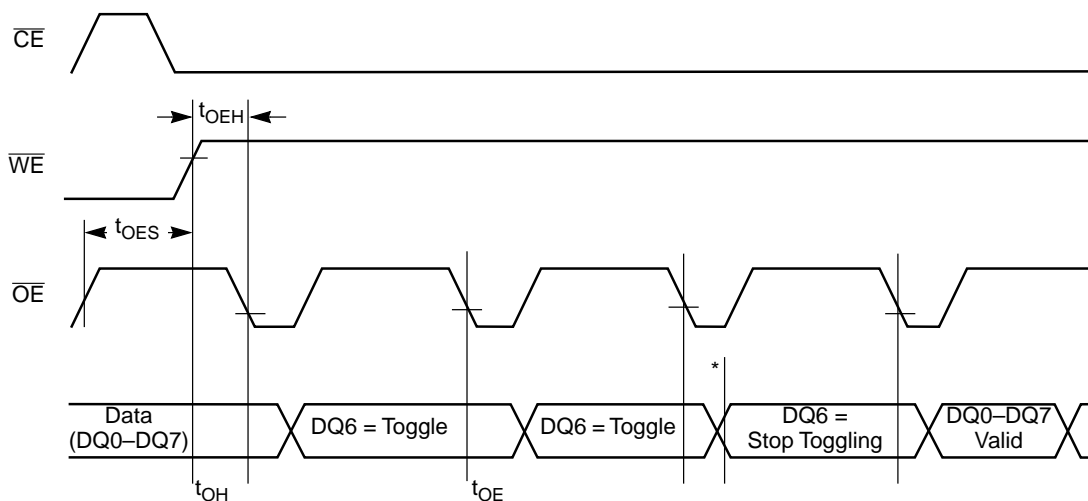 CE
tOEH
WE
tOES
OE
*
Data
(DQ0–DQ7)
DQ6 = Toggle
DQ6 = Toggle
DQ6 =
Stop Toggling
DQ0–DQ7
Valid
tOH
tOE